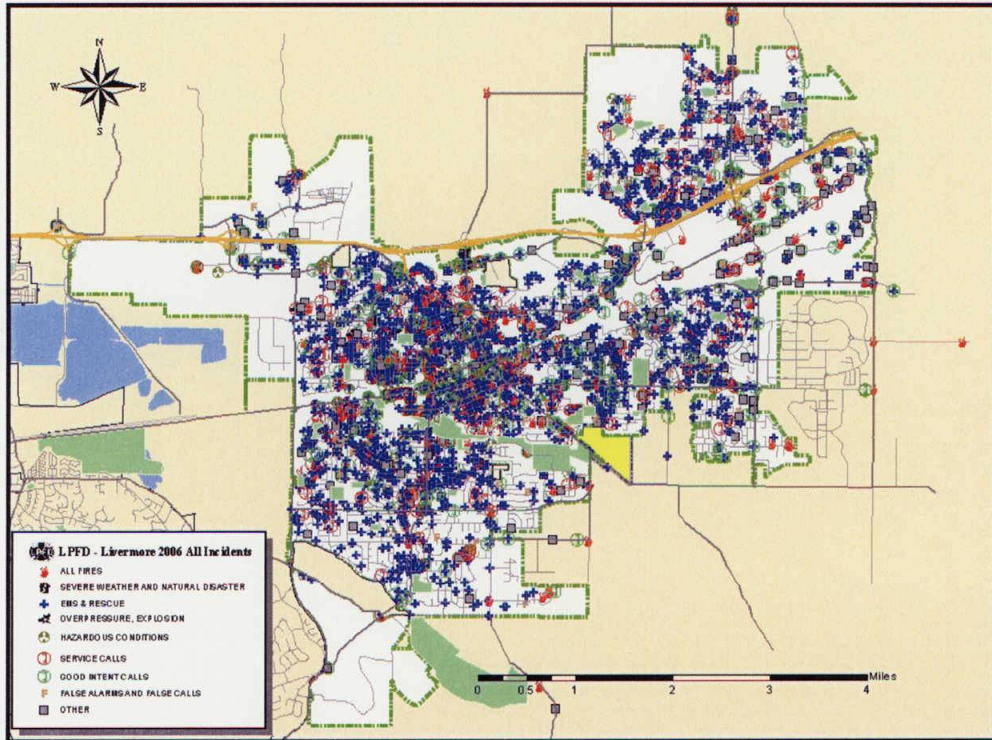 N
W E
S
LPFD - Livermore 2006 All Incidents
ALL FIRES
SEVERE WEATHER AND NATURAL DISASTER
EMS & RESCUE
OVERPRESSURE, EXPLOSION
HAZARDOUS CONDITIONS
SERVICE CALLS
GOOD INTENT CALLS
F FALSE ALARMS AND FALSE CALLS
OTHER
Miles
0 0.5 1 2 3 4